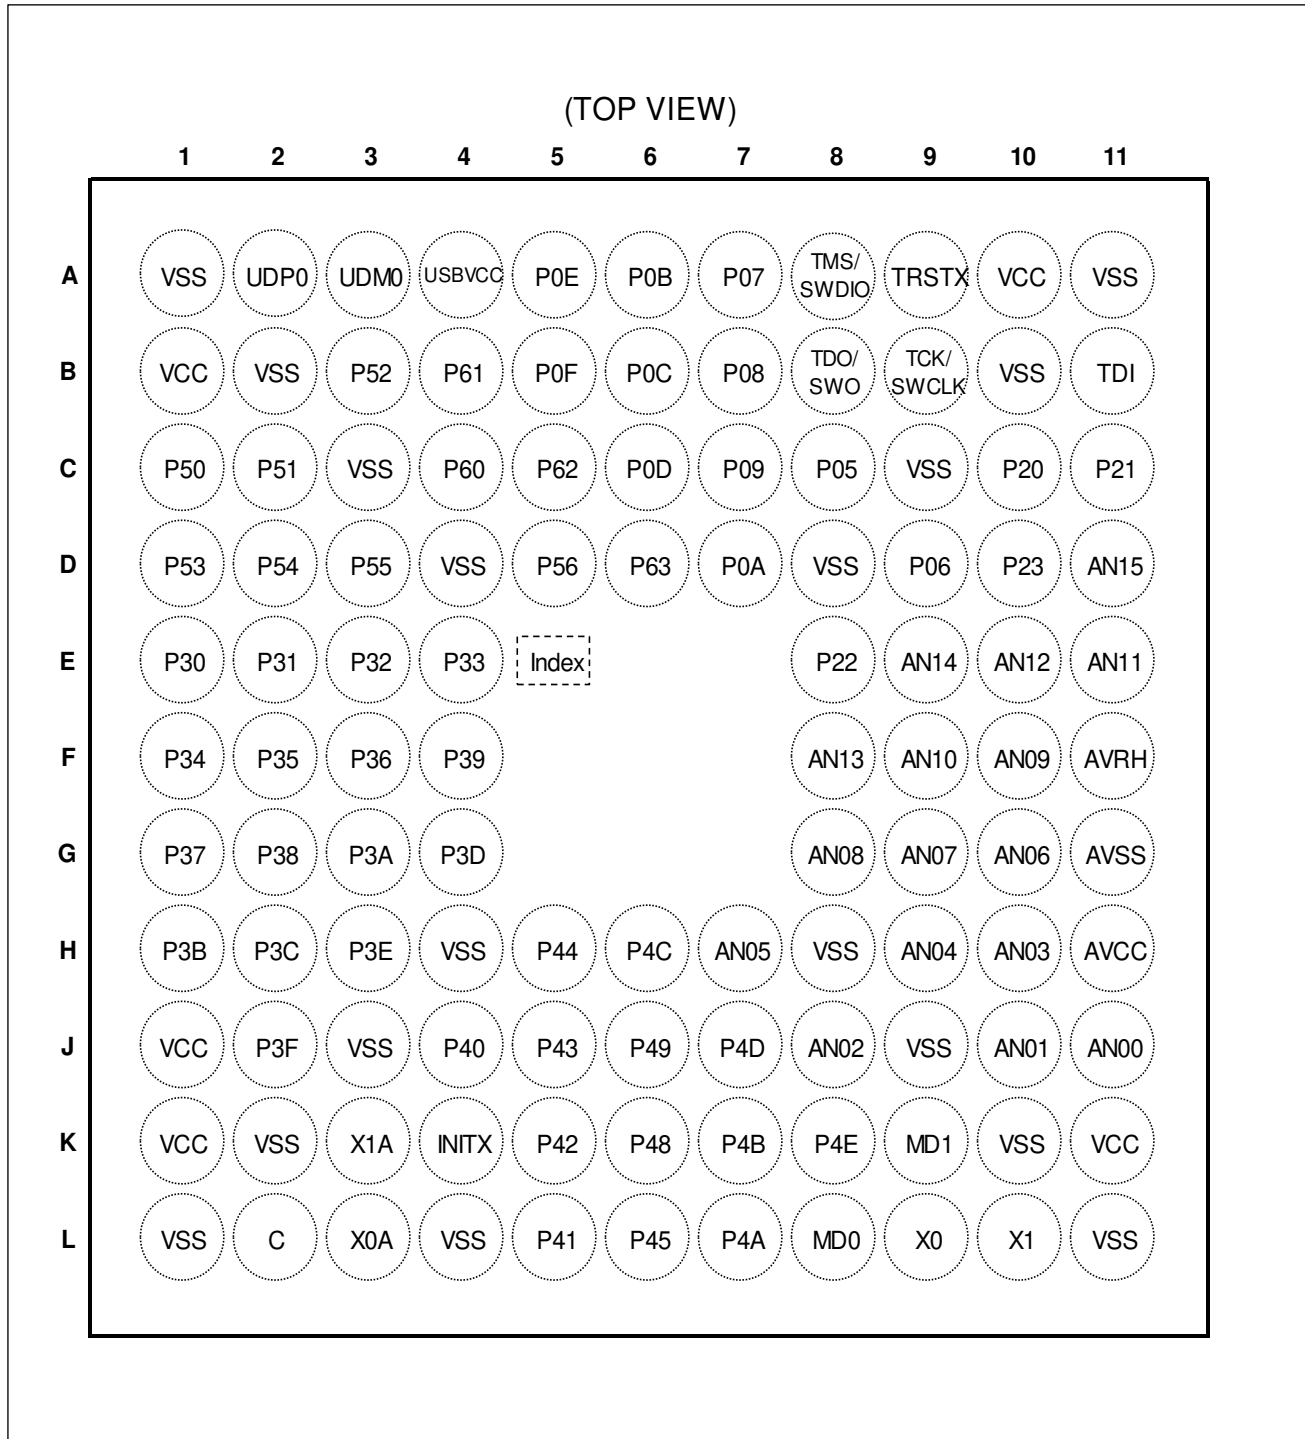 (TOP VIEW)
1 2 3 4 5 6 7 8 9 10 11
A VSS UDP0 UDM0 USBVCC P0E P0B P07 TMS/ SWDIO TRSTX VCC VSS
B VCC VSS P52 P61 P0F P0C P08 TDO/ SWO TCK/ SWCLK VSS TDI
C P50 P51 VSS P60 P62 P0D P09 P05 VSS P20 P21
D P53 P54 P55 VSS P56 P63 P0A VSS P06 P23 AN15
E P30 P31 P32 P33 Index P22 AN14 AN12 AN11
F P34 P35 P36 P39 AN13 AN10 AN09 AVRH
G P37 P38 P3A P3D AN08 AN07 AN06 AVSS
H P3B P3C P3E VSS P44 P4C AN05 VSS AN04 AN03 AVCC
J VCC P3F VSS P40 P43 P49 P4D AN02 VSS AN01 AN00
K VCC VSS X1A INITX P42 P48 P4B P4E MD1 VSS VCC
L VSS C X0A VSS P41 P45 P4A MD0 X0 X1 VSS